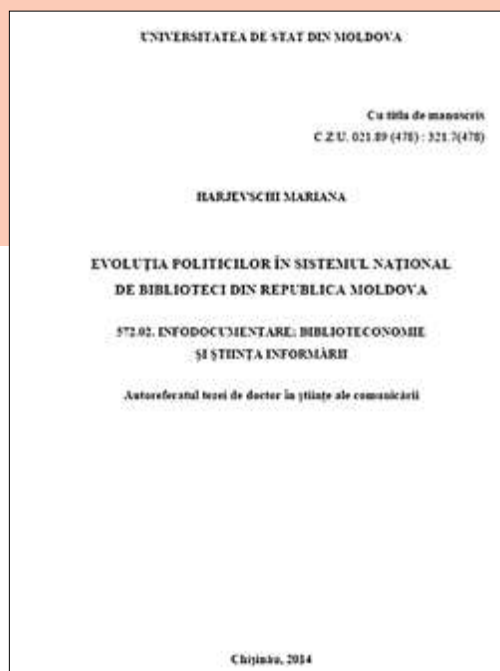 UNIVERSITATEA DE STAT DIN MOLDOVA
Cu titlu de manuscris
C.Z.U. 021.89 (478) : 321.7(478)
HARJEVSCHI MARIANA
EVOLUȚIA POLITICILOR ÎN SISTEMUL NAȚIONAL
DE BIBLIOTECI DIN REPUBLICA MOLDOVA
572.02. INFODOCUMENTARE; BIBLIOTECONOMIE
ȘI ȘTIINȚA INFORMĂRII
Autoreferatul tezei de doctor în științe ale comunicării
Chișinău, 2014